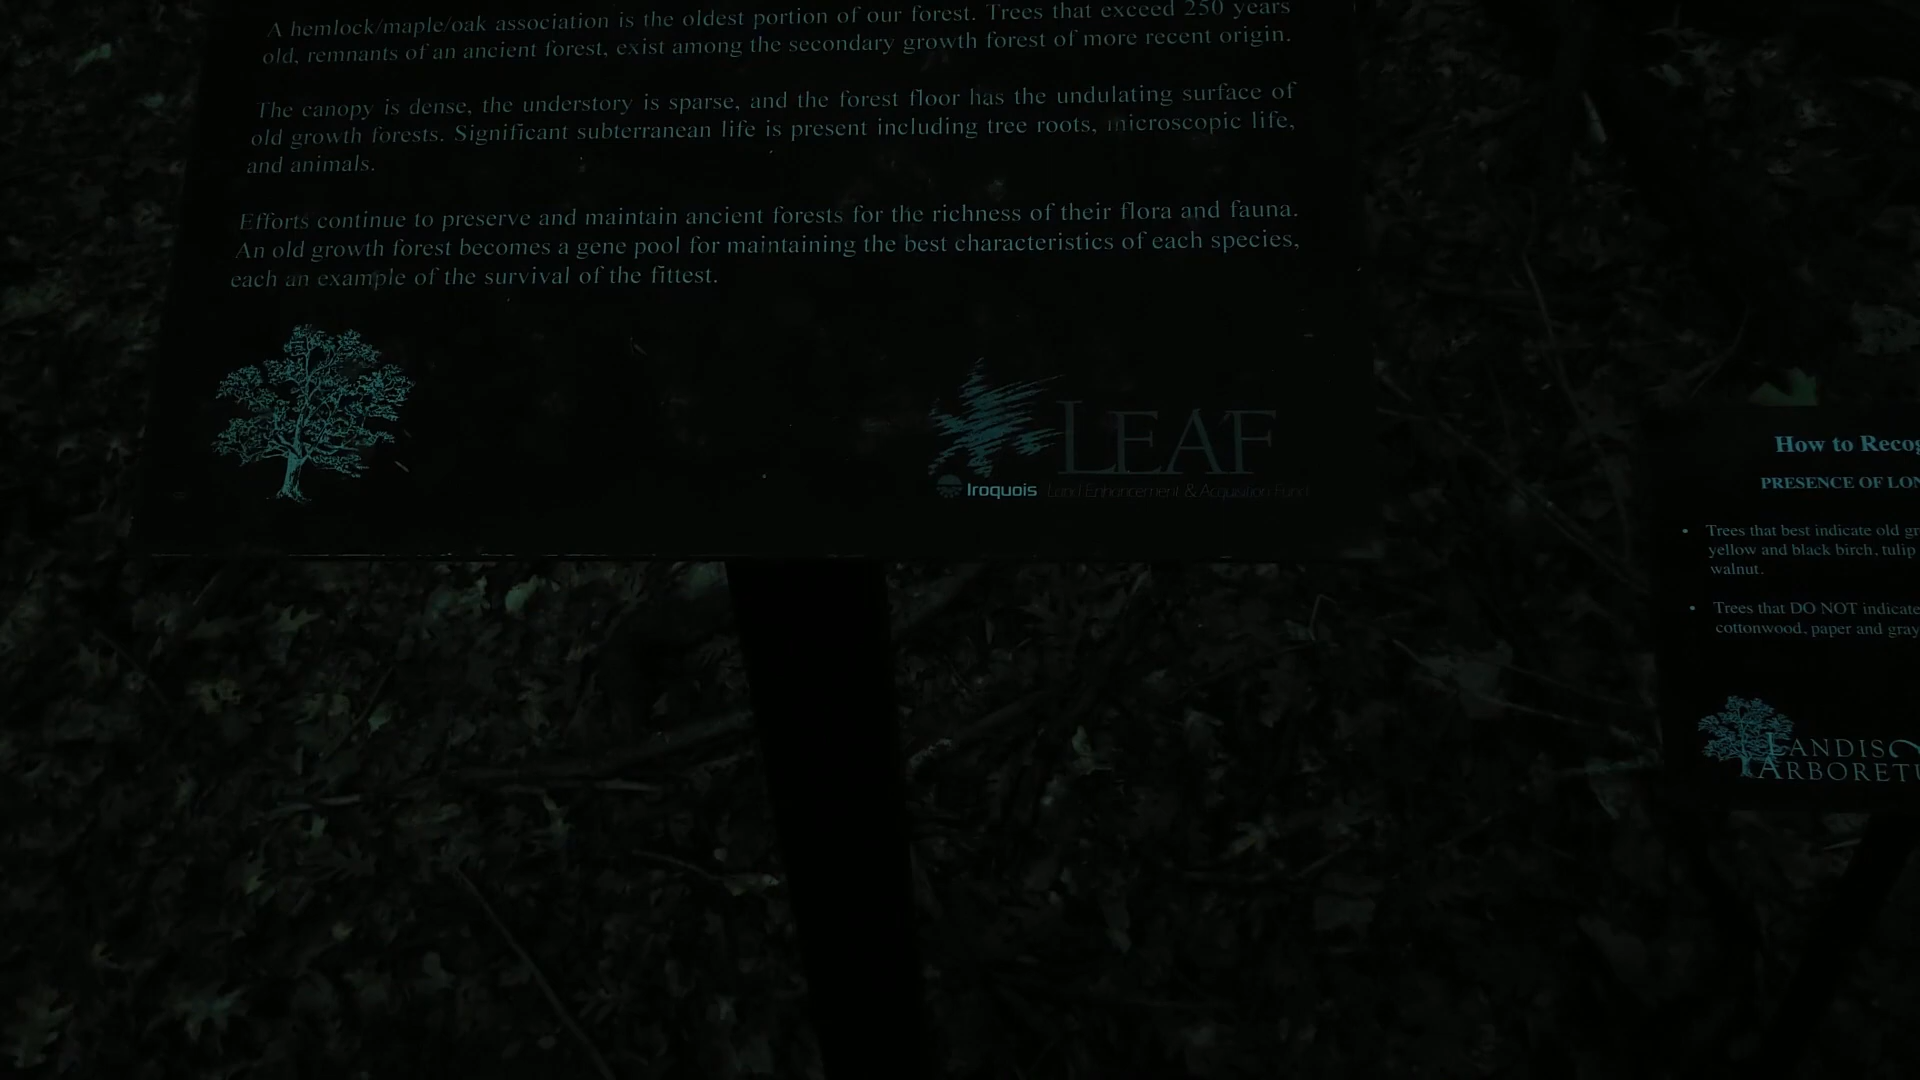 A hemlock/maple/oak association is the oldest portion of our forest. Trees that exceed 250 years
old, remnants of an ancient forest, exist among the secondary growth forest of more recent origin.
The canopy is dense, the understory is sparse, and the forest floor has the undulating surface of
old growth forests. Significant subterranean life is present including tree roots, microscopic life,
and animals.
Efforts continue to preserve and maintain ancient forests for the richness of their flora and fauna.
An old growth forest becomes a gene pool for maintaining the best characteristics of each species,
each an example of the survival of the fittest.
LEAF
Iroquois Land Enhancement & Acquisition Fund
How to Recog
PRESENCE OF LON
• Trees that best indicate old gr
yellow and black birch, tulip
walnut.
• Trees that DO NOT indicate
cottonwood, paper and gray
LANDIS
ARBORETU